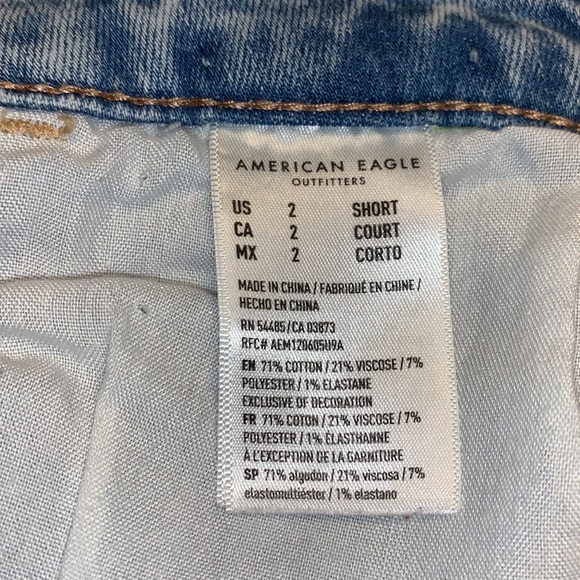 AMERICAN EAGLE
OUTFITTERS
US 2 SHORT
CA 2 COURT
MX 2 CORTO
MADE IN CHINA / FABRIQUÉ EN CHINE /
HECHO EN CHINA
RN 54485/CA 03873
RFC# AEM120605U9A
EN 71% COTTON / 21% VISCOSE / 7%
POLYESTER / 1% ELASTANE
EXCLUSIVE OF DECORATION
FR 71% COTON / 21% VISCOSE / 7%
POLYESTER / 1% ÉLASTHANNE
À L'EXCEPTION DE LA GARNITURE
SP 71% algodón / 21% viscosa / 7%
elastomultiéster / 1% elastano